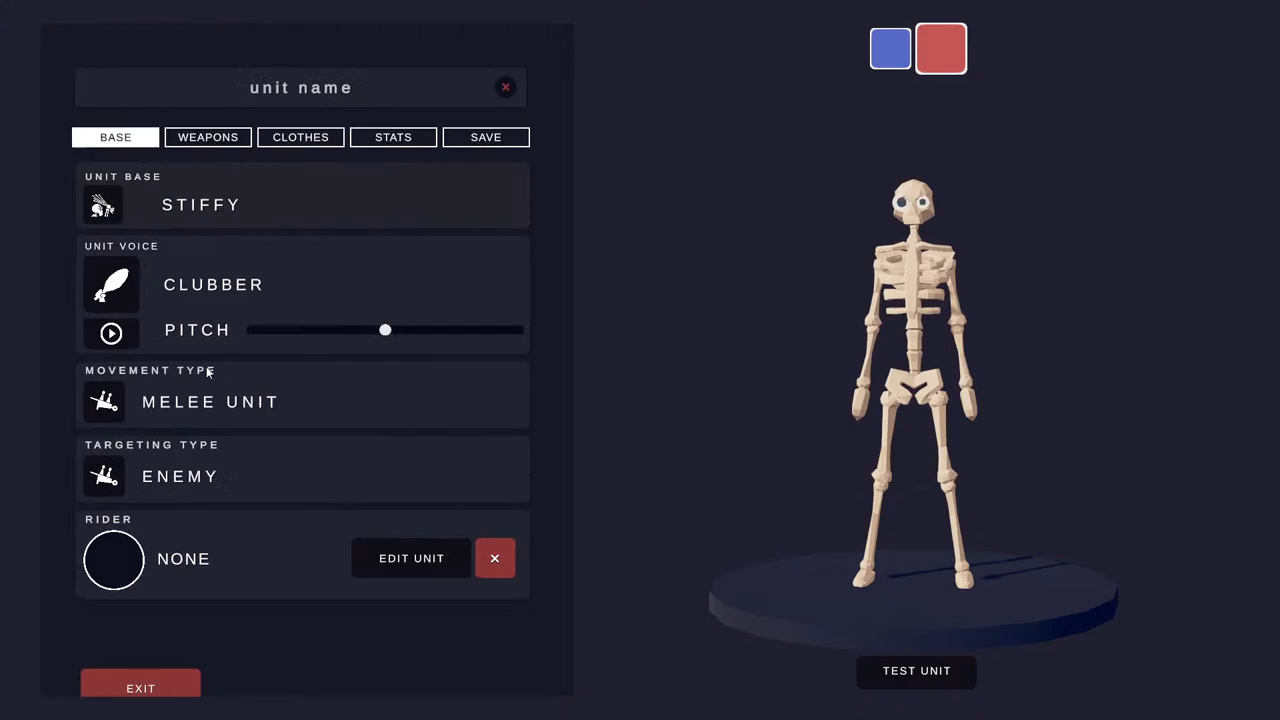 unit name
BASE
WEAPONS
CLOTHES
STATS
SAVE
UNIT BASE
STIFFY
UNIT VOICE
CLUBBER
PITCH
MOVEMENT TYPE
MELEE UNIT
TARGETING TYPE
ENEMY
RIDER
NONE
EDIT UNIT
EXIT
TEST UNIT